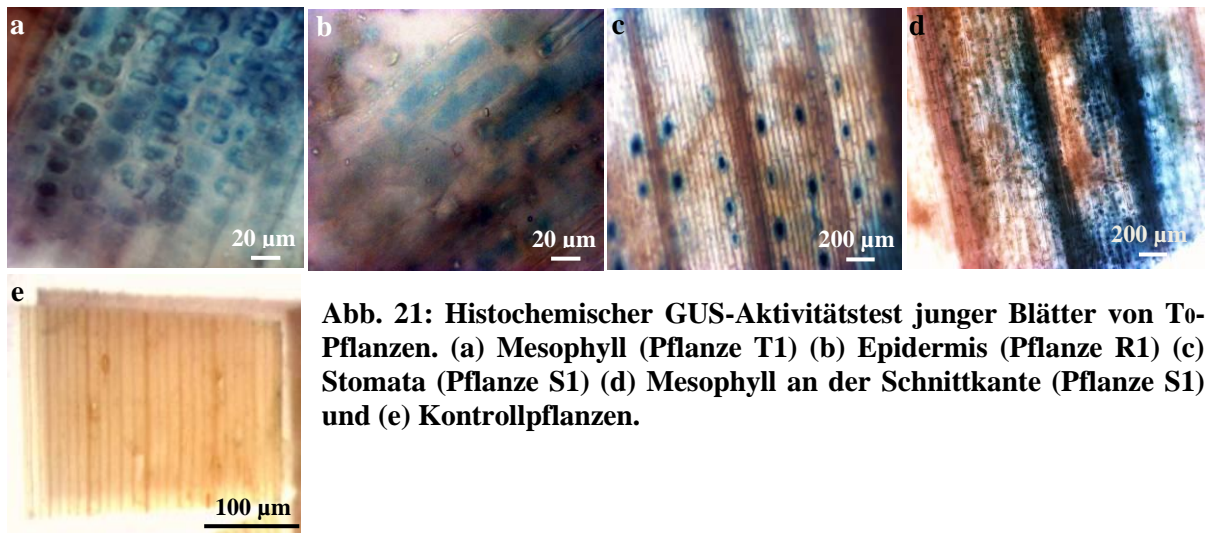 a
b
c
d
20 µm
20 µm
200 µm
200 µm
e
100 µm
Abb. 21: Histochemischer GUS-Aktivitätstest junger Blätter von T0-
Pflanzen. (a) Mesophyll (Pflanze T1) (b) Epidermis (Pflanze R1) (c)
Stomata (Pflanze S1) (d) Mesophyll an der Schnittkante (Pflanze S1)
und (e) Kontrollpflanzen.